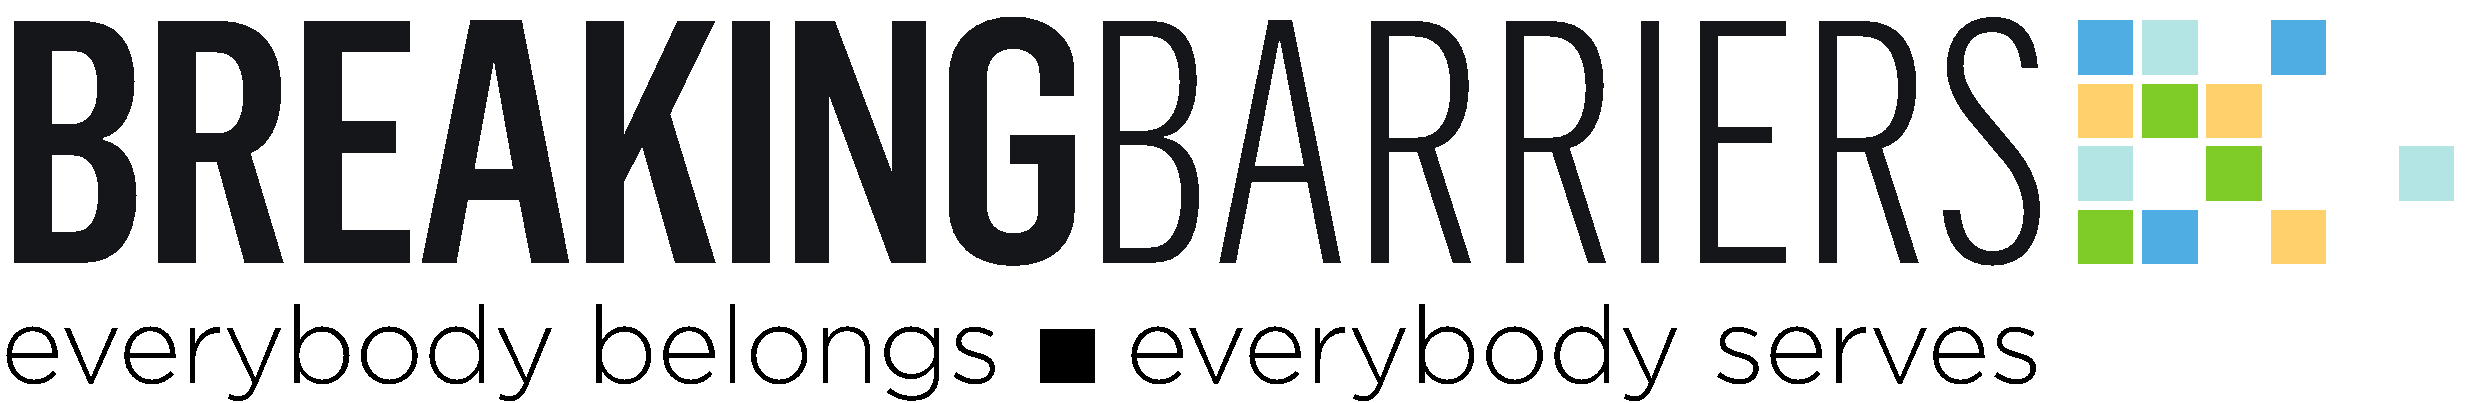 BREAKINGBARRIERS
everybody belongs ■ everybody serves